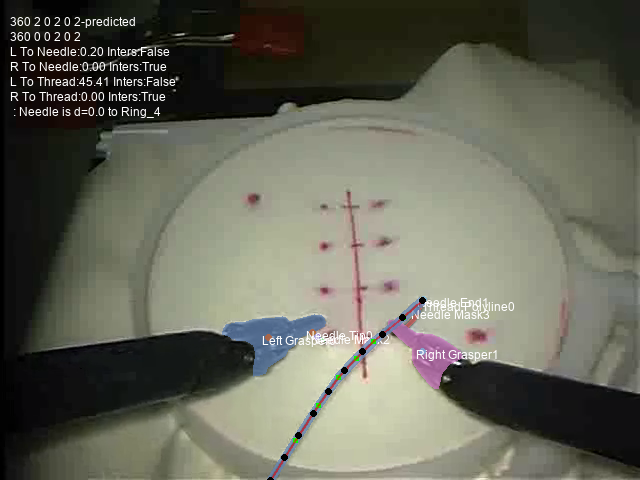 360 2 0 2 0 2-predicted
360 0 0 2 0 2
L To Needle:0.20 Inters:False
R To Needle:0.00 Inters:True
L To Thread:45.41 Inters:False
R To Thread:0.00 Inters:True
: Needle is d=0.0 to Ring_4
Needle End1
Thread Polyline0
Needle Mask3
Needle Tip0
Left Grasper0
Right Grasper1